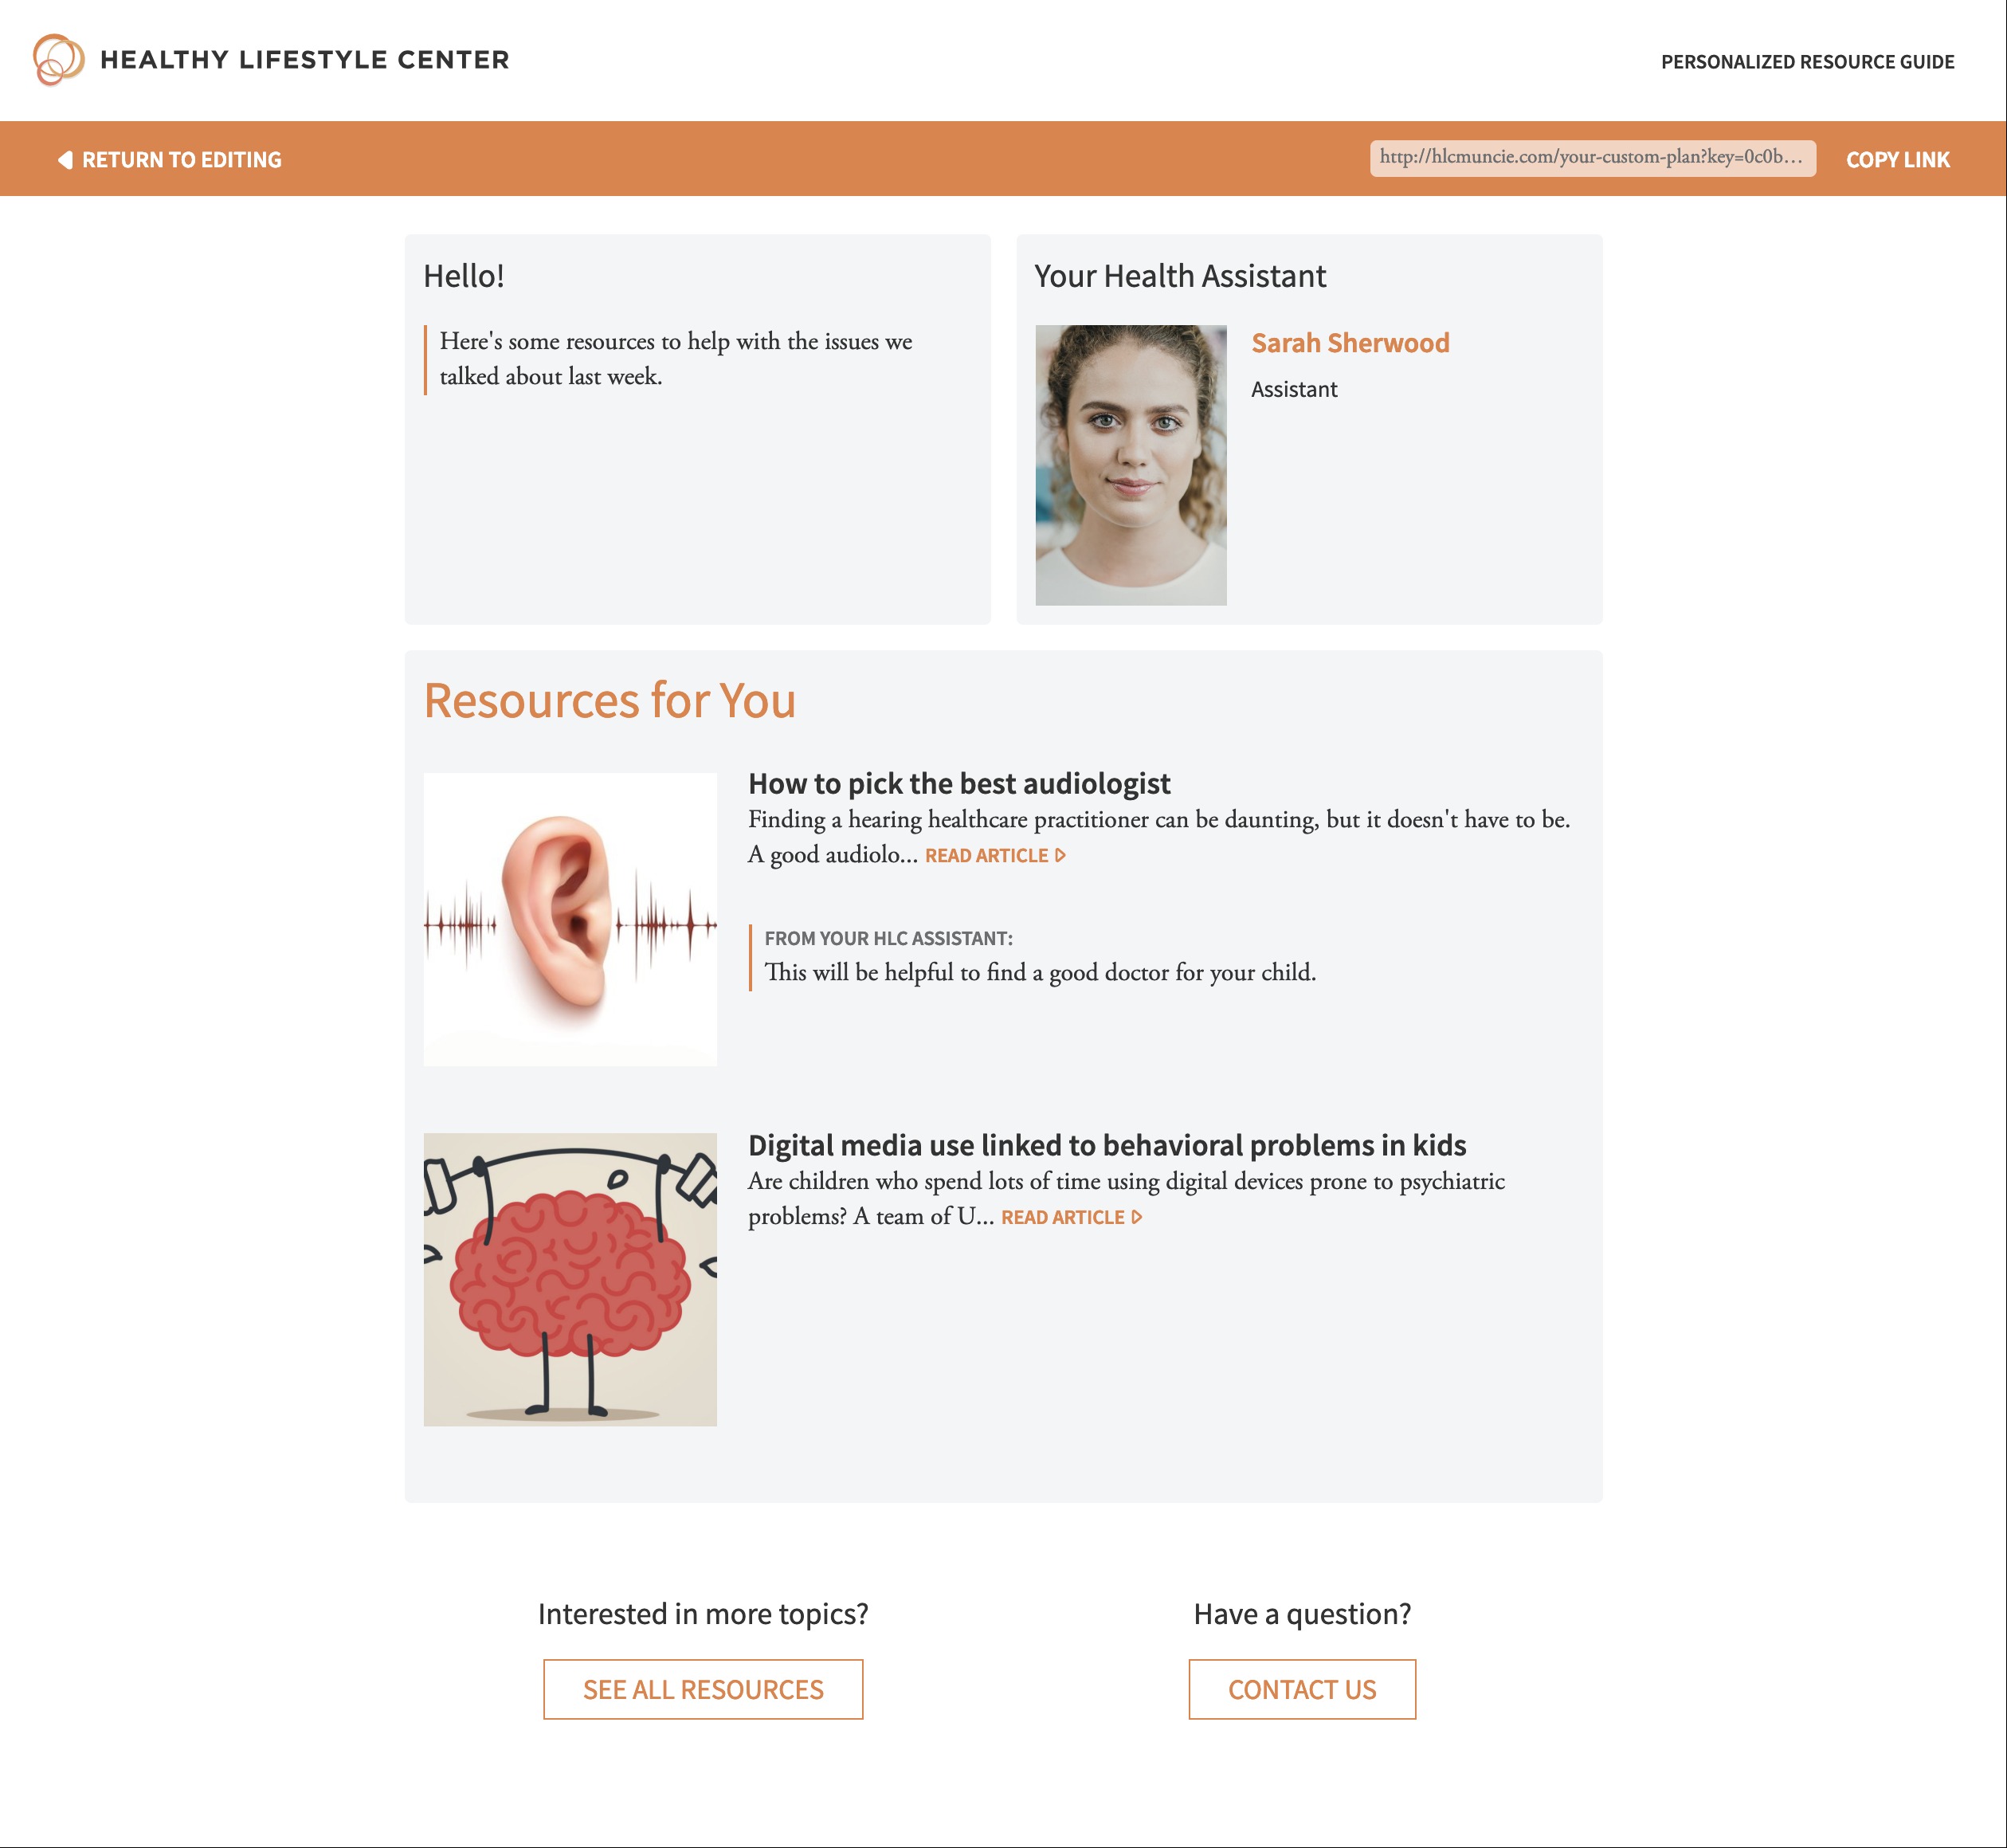 HEALTHY LIFESTYLE CENTER
PERSONALIZED RESOURCE GUIDE
RETURN TO EDITING
http://hlcmuncie.com/your-custom-plan?key=0c0b...
COPY LINK
Hello!
Here's some resources to help with the issues we
talked about last week.
Your Health Assistant
Sarah Sherwood
Assistant
Resources for You
How to pick the best audiologist
Finding a hearing healthcare practitioner can be daunting, but it doesn't have to be.
A good audiolo... READ ARTICLE
FROM YOUR HLC ASSISTANT:
This will be helpful to find a good doctor for your child.
Digital media use linked to behavioral problems in kids
Are children who spend lots of time using digital devices prone to psychiatric
problems? A team of U... READ ARTICLE
Interested in more topics?
SEE ALL RESOURCES
Have a question?
CONTACT US